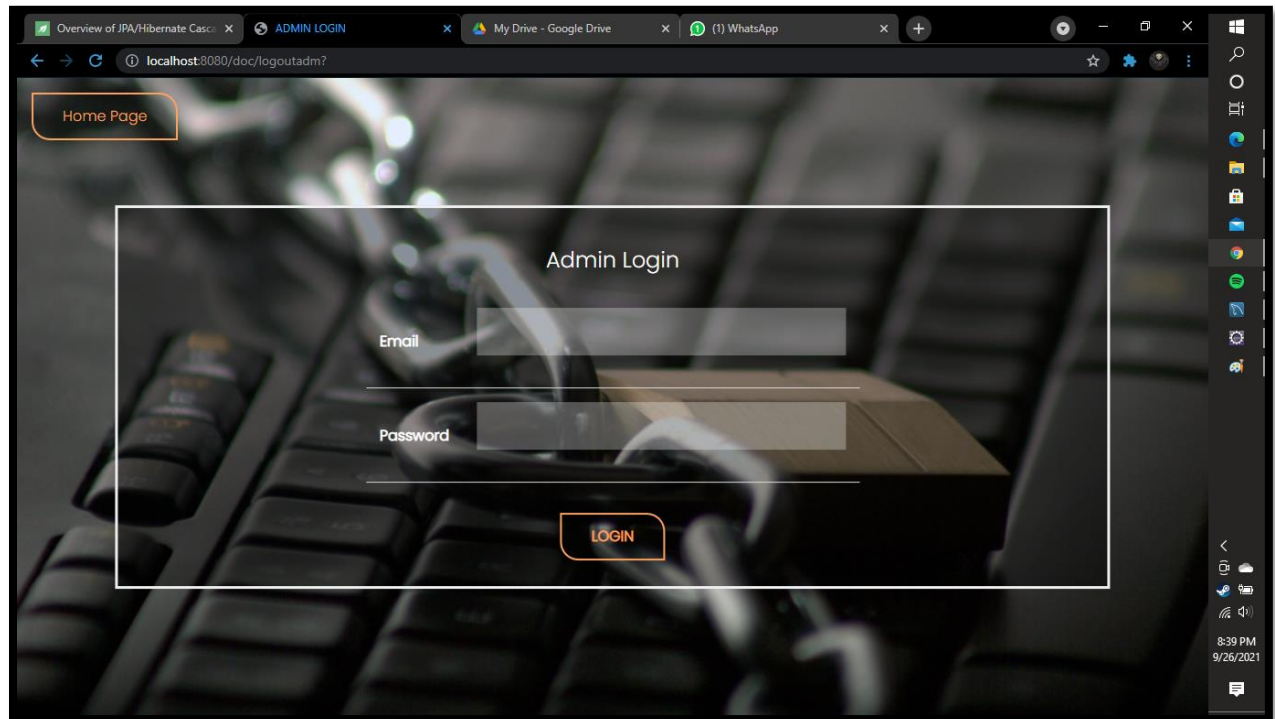 Overview of JPA/Hibernate Casca
ADMIN LOGIN
My Drive - Google Drive
(1) WhatsApp
localhost:8080/doc/logoutadm?
Home Page
Admin Login
Email
Password
LOGIN
8:39 PM
9/26/2021